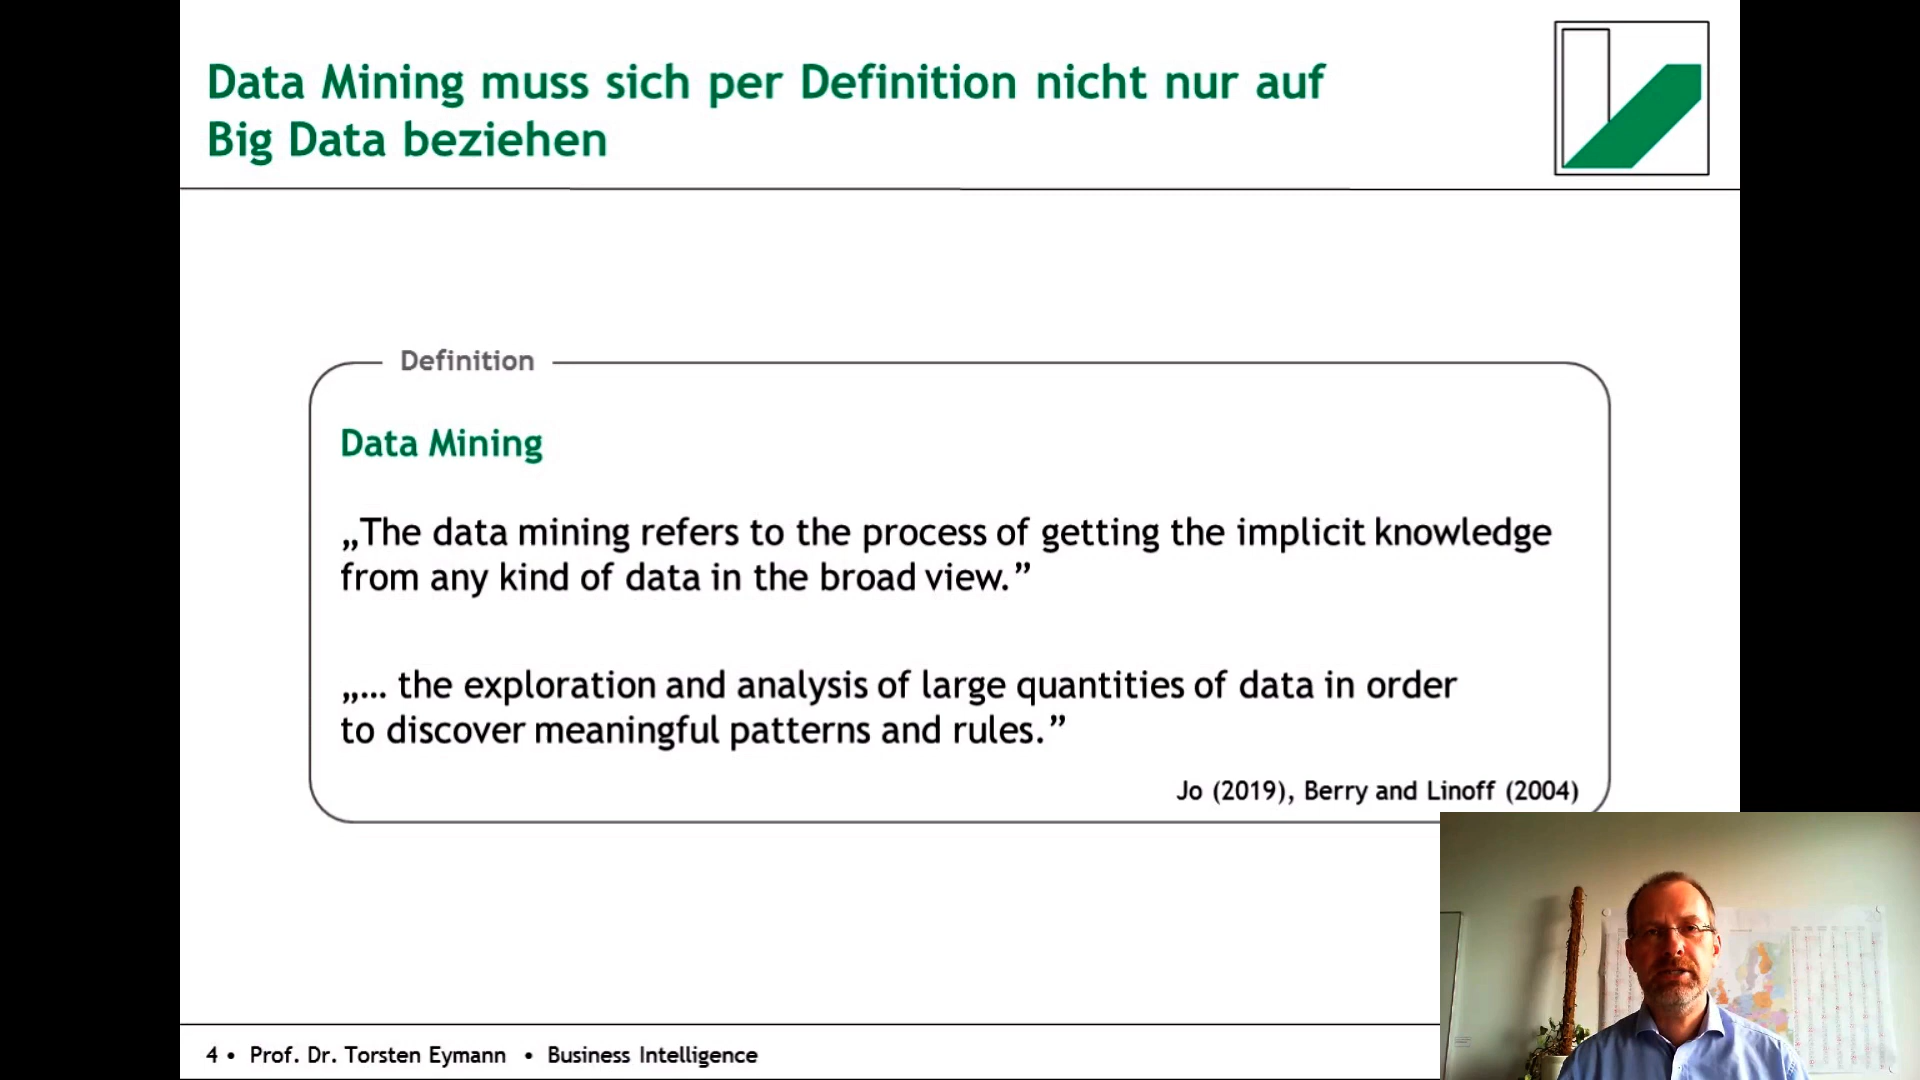 Data Mining muss sich per Definition nicht nur auf
Big Data beziehen
Definition
Data Mining
„The data mining refers to the process of getting the implicit knowledge
from any kind of data in the broad view.”
„... the exploration and analysis of large quantities of data in order
to discover meaningful patterns and rules.”
Jo (2019), Berry and Linoff (2004)
4 • Prof. Dr. Torsten Eymann • Business Intelligence